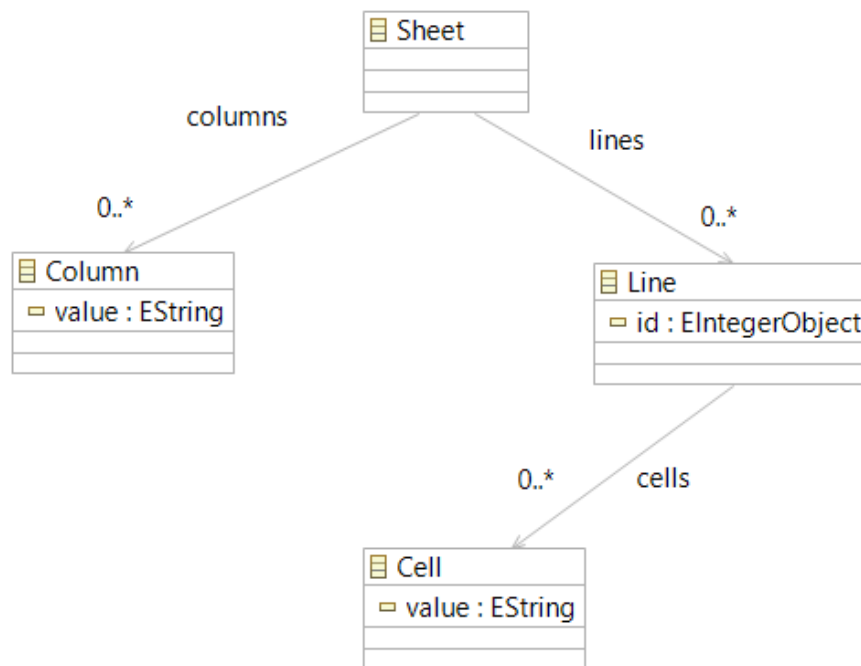 Sheet
columns
lines
0..*
0..*
Column
value : EString
Line
id : EIntegerObject
0..*
cells
Cell
value : EString